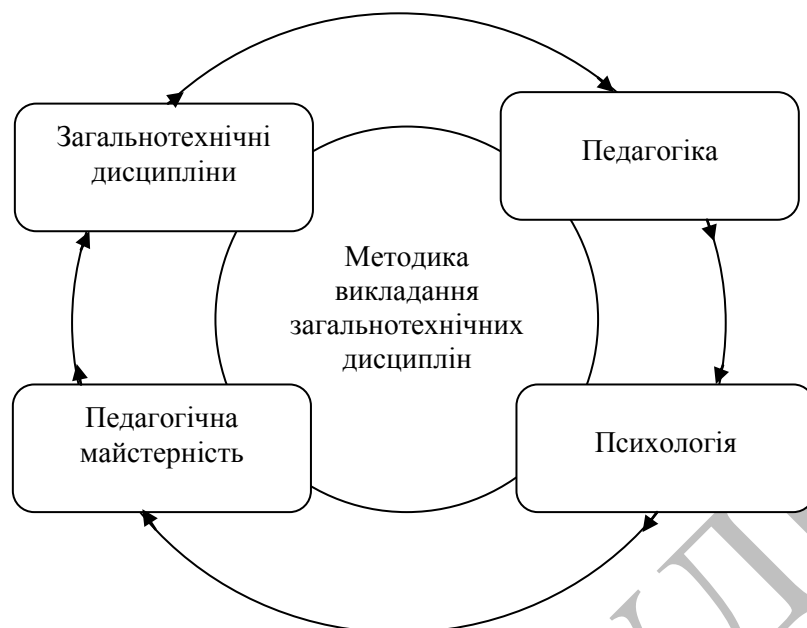 Загальнотехнічні
дисципліни
Педагогіка
Методика
викладання
загальнотехнічних
дисциплін
Педагогічна
майстерність
Психологія